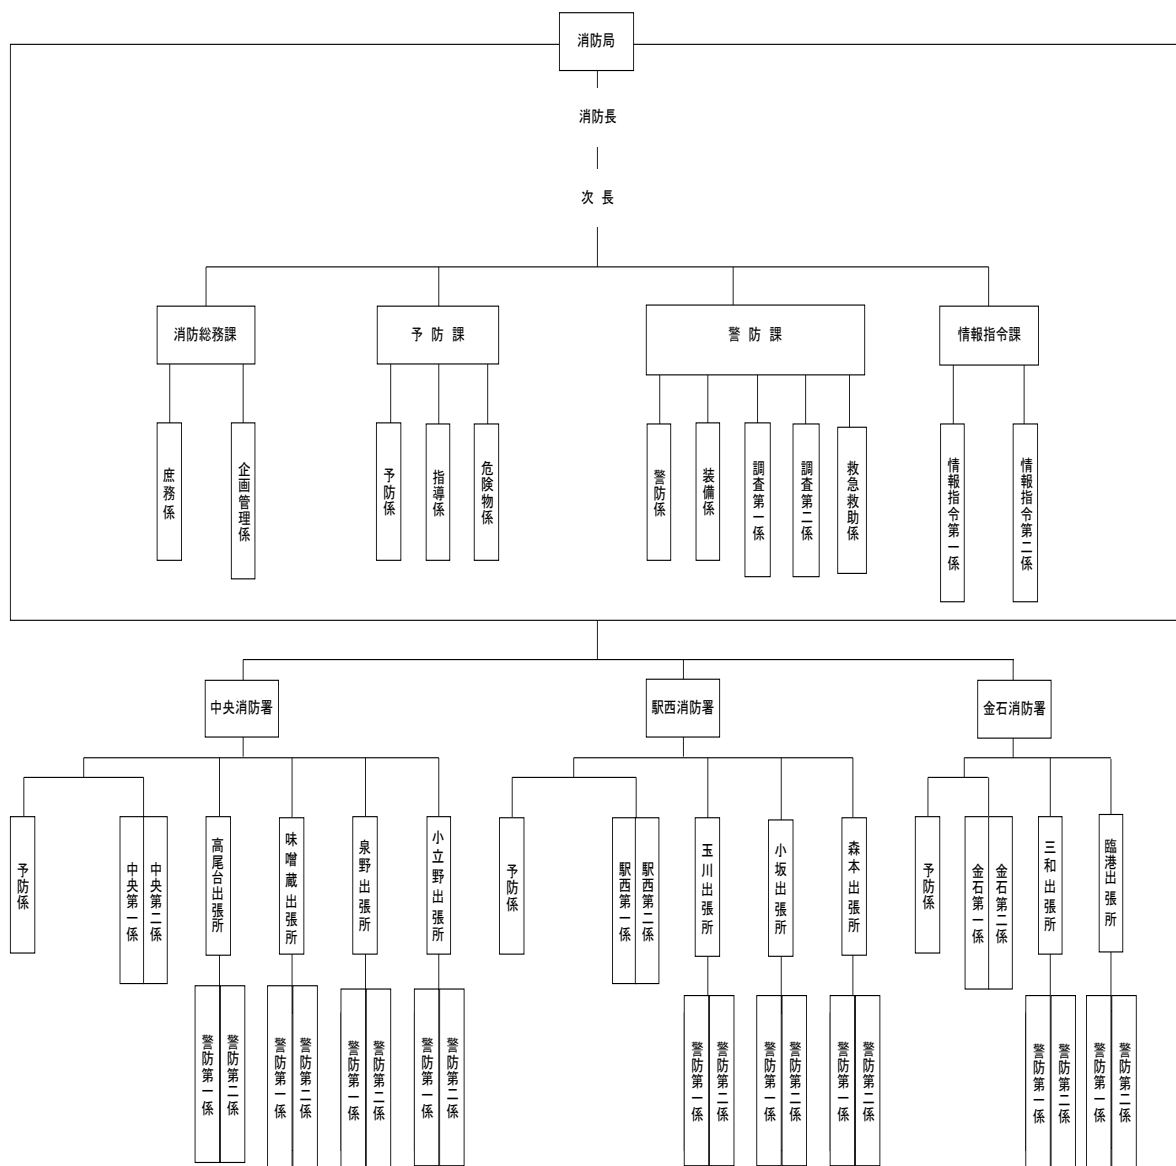 消防局
消防長
次 長
消防総務課
予 防 課
警 防 課
情報指令課
庶務係
企画管理係
予防係
指導係
危険物係
警防係
装備係
調査第一係
調査第二係
救急救助係
情報指令第一係
情報指令第二係
中央消防署
駅西消防署
金石消防署
予防係
中央第一係
中央第二係
高尾台出張所
味噌蔵出張所
泉野出張所
小立野出張所
予防係
駅西第一係
駅西第二係
玉川出張所
小坂出張所
森本出張所
予防係
金石第一係
金石第二係
三和出張所
臨港出張所
警防第一係
警防第二係
警防第一係
警防第二係
警防第一係
警防第二係
警防第一係
警防第二係
警防第一係
警防第二係
警防第一係
警防第二係
警防第一係
警防第二係
警防第一係
警防第二係
警防第一係
警防第二係